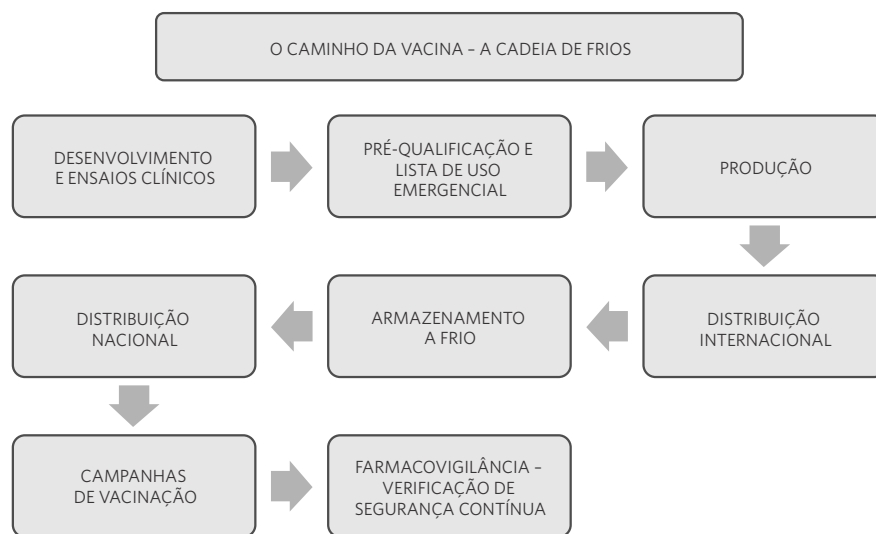 O CAMINHO DA VACINA – A CADEIA DE FRIOS
DESENVOLVIMENTO
E ENSAIOS CLÍNICOS
PRÉ-QUALIFICAÇÃO E
LISTA DE USO
EMERGENCIAL
PRODUÇÃO
DISTRIBUIÇÃO
INTERNACIONAL
ARMAZENAMENTO
A FRIO
DISTRIBUIÇÃO
NACIONAL
CAMPANHAS
DE VACINAÇÃO
FARMACOVIGILÂNCIA –
VERIFICAÇÃO DE
SEGURANÇA CONTÍNUA